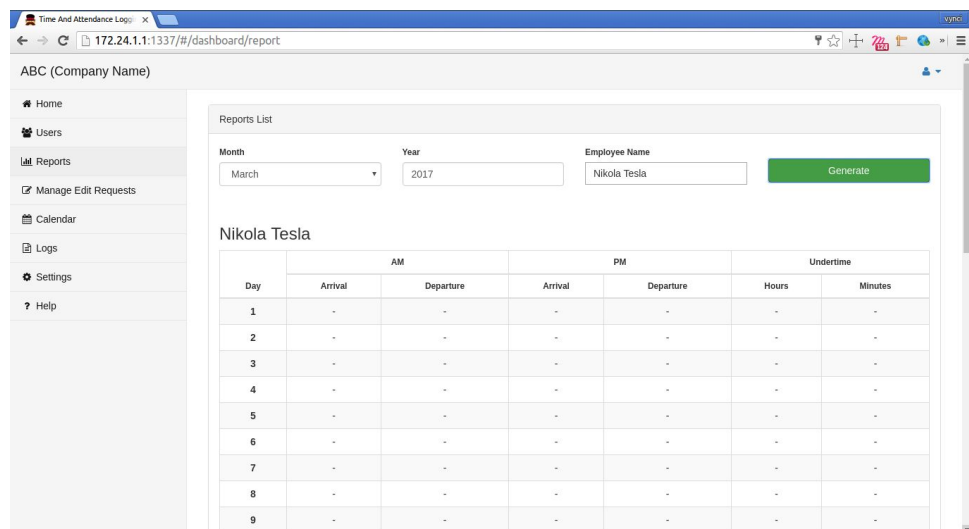 Time And Attendance Loggi
vynci
172.24.1.1:1337/#/dashboard/report
124
ABC (Company Name)
Home
Users
Reports
Manage Edit Requests
Calendar
Logs
Settings
? Help
Reports List
Month Year Employee Name
March 2017 Nikola Tesla Generate
Nikola Tesla
AM PM Undertime
Day Arrival Departure Arrival Departure Hours Minutes
1 - - - - - -
2 - - - - - -
3 - - - - - -
4 - - - - - -
5 - - - - - -
6 - - - - - -
7 - - - - - -
8 - - - - - -
9 - - - - - -